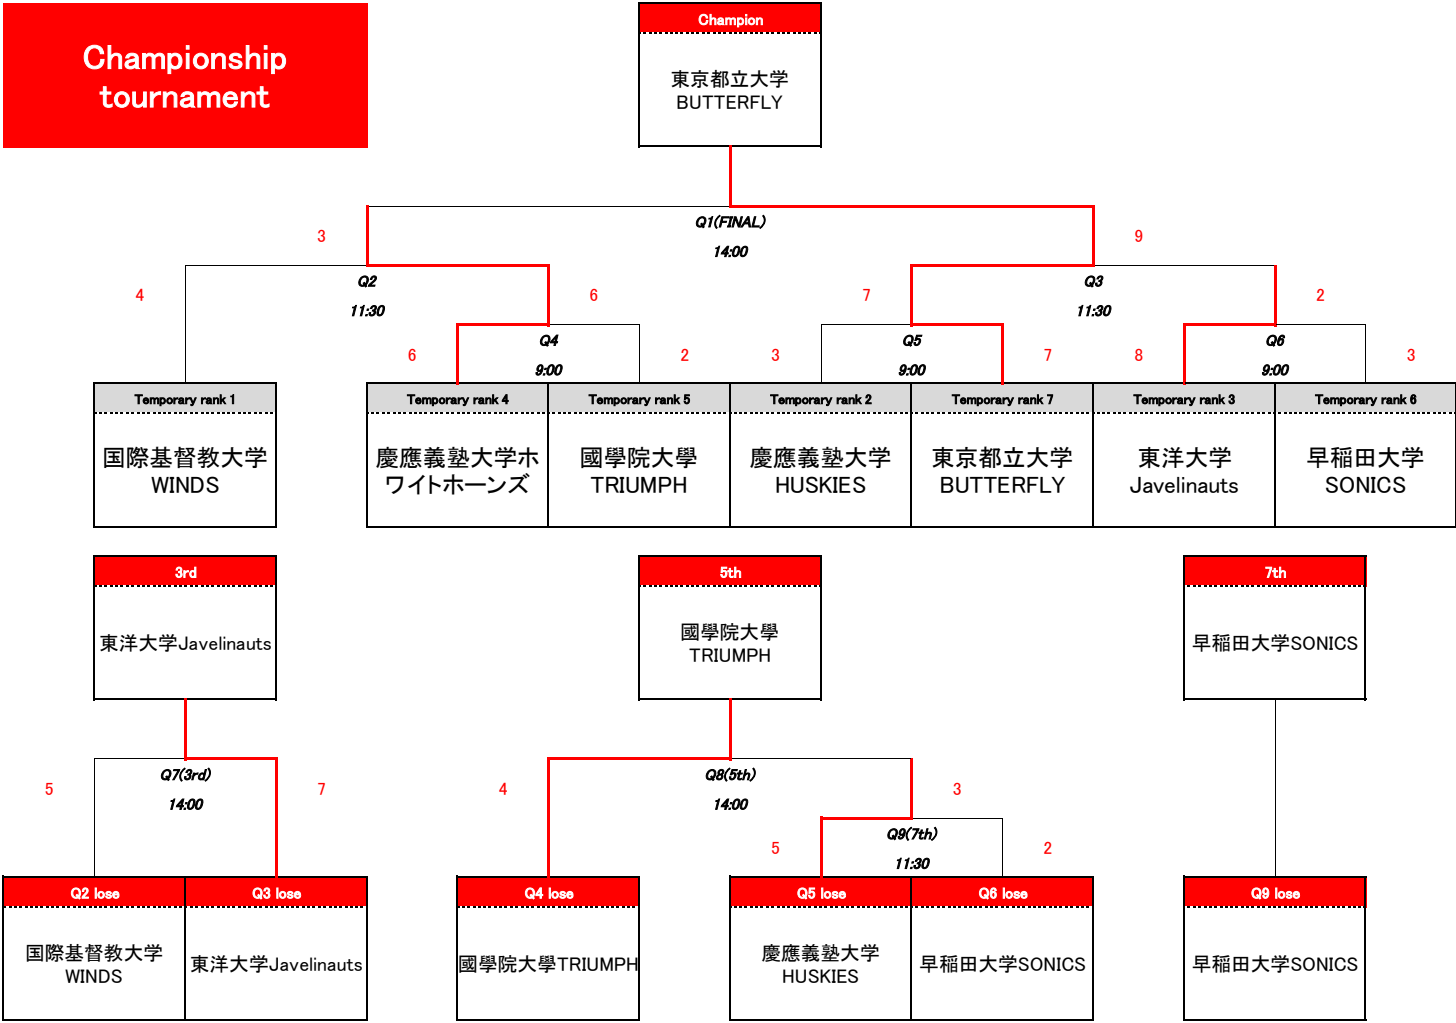 Championship
tournament
Champion
東京都立大学
BUTTERFLY
Q1(FINAL)
3
9
14:00
Q2
Q3
4
6
7
2
11:30
11:30
Q4
Q5
Q6
6
2
3
7
8
3
9:00
9:00
9:00
Temporary rank 1
Temporary rank 4
Temporary rank 5
Temporary rank 2
Temporary rank 7
Temporary rank 3
Temporary rank 6
国際基督教大学
WINDS
慶應義塾大学ホ
ワイトホーンズ
國學院大學
TRIUMPH
慶應義塾大学
HUSKIES
東京都立大学
BUTTERFLY
東洋大学
Javelinauts
早稲田大学
SONICS
3rd
5th
7th
東洋大学Javelinauts
國學院大學
TRIUMPH
早稲田大学SONICS
Q7(3rd)
5
7
14:00
Q8(5th)
4
3
14:00
Q9(7th)
5
2
11:30
Q2 lose
Q3 lose
Q4 lose
Q5 lose
Q6 lose
Q9 lose
国際基督教大学
WINDS
東洋大学Javelinauts
國學院大學TRIUMPH
慶應義塾大学
HUSKIES
早稲田大学SONICS
早稲田大学SONICS